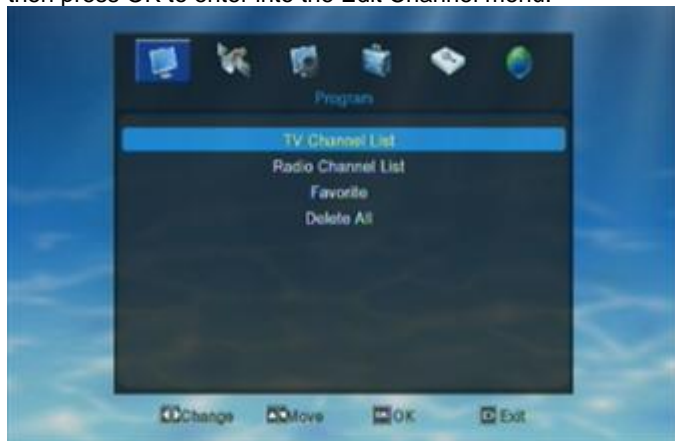 then press OK to enter into the Edit Channel menu.
Program
TV Channel List
Radio Channel List
Favorite
Delete All
Change Move OK Exit